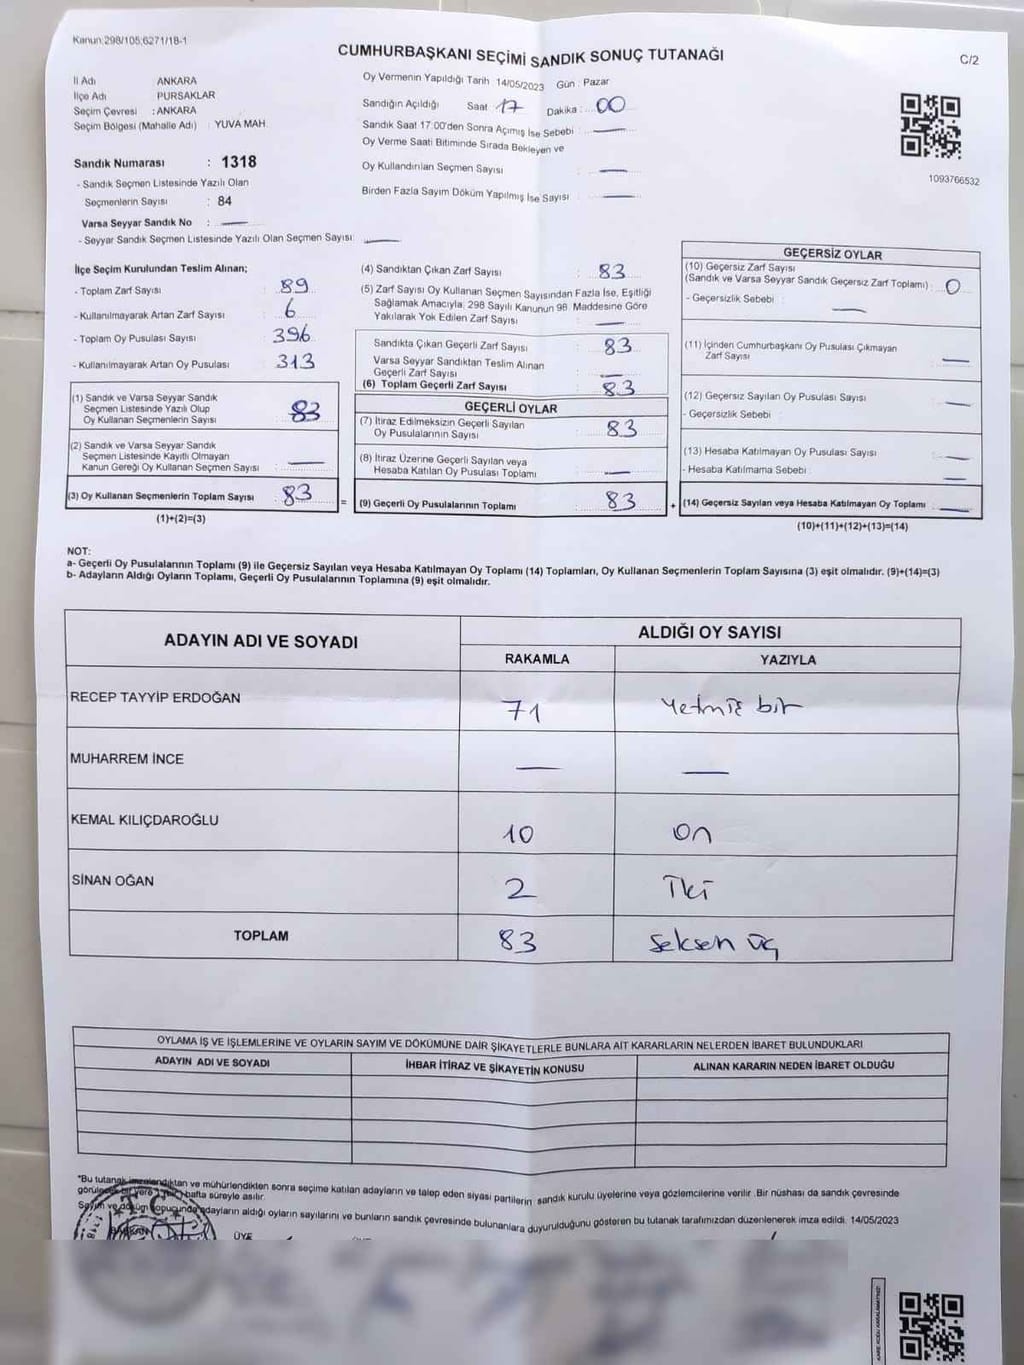 Kanun:298/105;6271/18-1
CUMHURBAŞKANI SEÇİMİ SANDIK SONUÇ TUTANAĞI
C/2
İl Adı ANKARA
İlçe Adı PURSAKLAR
Seçim Çevresi : ANKARA
Seçim Bölgesi (Mahalle Adı) : YUVA MAH.
Sandık Numarası : 1318
- Sandık Seçmen Listesinde Yazılı Olan
Seçmenlerin Sayısı : 84
Varsa Seyyar Sandık No : —
- Seyyar Sandık Seçmen Listesinde Yazılı Olan Seçmen Sayısı: —
Oy Vermenin Yapıldığı Tarih 14/05/2023 Gün : Pazar
Sandığın Açıldığı Saat : 17 Dakika : 00
Sandık Saat 17:00'den Sonra Açımış İse Sebebi : —
Oy Verme Saati Bitiminde Sırada Bekleyen ve
Oy Kullandırılan Seçmen Sayısı : —
Birden Fazla Sayım Döküm Yapılmış İse Sayısı : —
1093766532
İlçe Seçim Kurulundan Teslim Alınan;
- Toplam Zarf Sayısı : 89
- Kullanılmayarak Artan Zarf Sayısı : 6
- Toplam Oy Pusulası Sayısı : 396
- Kullanılmayarak Artan Oy Pusulası : 313
(1) Sandık ve Varsa Seyyar Sandık
Seçmen Listesinde Yazılı Olup
Oy Kullanan Seçmenlerin Sayısı : 83
(2) Sandık ve Varsa Seyyar Sandık
Seçmen Listesinde Kayıtlı Olmayan
Kanun Gereği Oy Kullanan Seçmen Sayısı : —
(3) Oy Kullanan Seçmenlerin Toplam Sayısı : 83
(1)+(2)=(3)
(4) Sandıktan Çıkan Zarf Sayısı : 83
(5) Zarf Sayısı Oy Kullanan Seçmen Sayısından Fazla İse, Eşitliği
Sağlamak Amacıyla, 298 Sayılı Kanunun 98. Maddesine Göre
Yakılarak Yok Edilen Zarf Sayısı : —
Sandıkta Çıkan Geçerli Zarf Sayısı : 83
Varsa Seyyar Sandıktan Teslim Alınan
Geçerli Zarf Sayısı : —
(6) Toplam Geçerli Zarf Sayısı : 83
GEÇERLİ OYLAR
(7) İtiraz Edilmeksizin Geçerli Sayılan
Oy Pusulalarının Sayısı : 83
(8) İtiraz Üzerine Geçerli Sayılan veya
Hesaba Katılan Oy Pusulası Toplamı : —
= (9) Geçerli Oy Pusulalarının Toplamı : 83
GEÇERSİZ OYLAR
(10) Geçersiz Zarf Sayısı
(Sandık ve Varsa Seyyar Sandık Geçersiz Zarf Toplamı) : 0
- Geçersizlik Sebebi : —
(11) İçinden Cumhurbaşkanı Oy Pusulası Çıkmayan
Zarf Sayısı : —
(12) Geçersiz Sayılan Oy Pusulası Sayısı : —
- Geçersizlik Sebebi :
(13) Hesaba Katılmayan Oy Pusulası Sayısı : —
- Hesaba Katılmama Sebebi : —
+ (14) Geçersiz Sayılan veya Hesaba Katılmayan Oy Toplamı : —
(10)+(11)+(12)+(13)=(14)
NOT:
a- Geçerli Oy Pusulalarının Toplamı (9) ile Geçersiz Sayılan veya Hesaba Katılmayan Oy Toplamı (14) Toplamları, Oy Kullanan Seçmenlerin Toplam Sayısına (3) eşit olmalıdır. (9)+(14)=(3)
b- Adayların Aldığı Oyların Toplamı, Geçerli Oy Pusulalarının Toplamına (9) eşit olmalıdır.
ADAYIN ADI VE SOYADI ALDIĞI OY SAYISI
RAKAMLA YAZIYLA
RECEP TAYYİP ERDOĞAN 71 Yetmiş bir
MUHARREM İNCE — —
KEMAL KILIÇDAROĞLU 10 On
SİNAN OĞAN 2 İki
TOPLAM 83 Seksen üç
OYLAMA İŞ VE İŞLEMLERİNE VE OYLARIN SAYIM VE DÖKÜMÜNE DAİR ŞİKAYETLERLE BUNLARA AİT KARARLARIN NELERDEN İBARET BULUNDUKLARI
ADAYIN ADI VE SOYADI İHBAR İTİRAZ VE ŞİKAYETİN KONUSU ALINAN KARARIN NEDEN İBARET OLDUĞU
*Bu tutanak imzalandıktan ve mühürlendikten sonra seçime katılan adayların ve talep eden siyasi partilerin sandık kurulu üyelerine veya gözlemcilerine verilir. Bir nüshası da sandık çevresinde
görülecek bir yere hafta süreyle asılır.
Sayım ve döküm sonucunda adayların aldığı oyların sayılarını ve bunların sandık çevresinde bulunanlara duyurulduğunu gösteren bu tutanak tarafımızdan düzenlenerek imza edildi. 14/05/2023
T.C.
BAŞKAN ÜYE